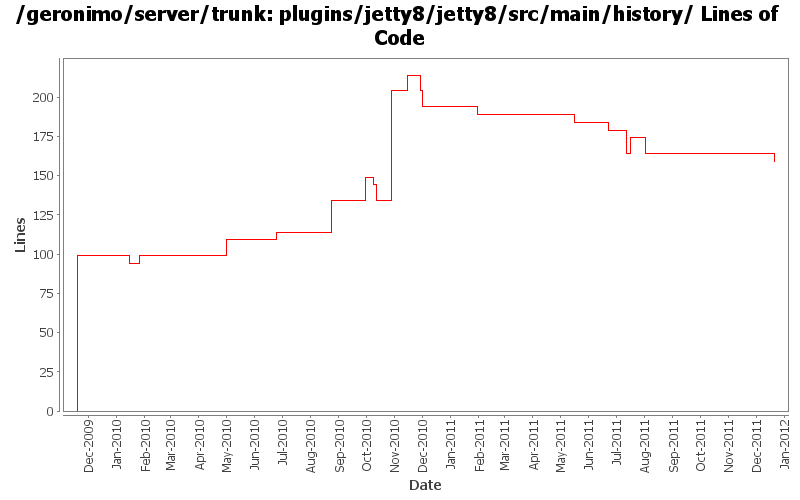 /geronimo/server/trunk: plugins/jetty8/jetty8/src/main/history/ Lines of
Code
200
175
150
125
100
75
50
25
0
Lines
Dec-2009
Jan-2010
Feb-2010
Mar-2010
Apr-2010
May-2010
Jun-2010
Jul-2010
Aug-2010
Sep-2010
Oct-2010
Nov-2010
Dec-2010
Jan-2011
Feb-2011
Mar-2011
Apr-2011
May-2011
Jun-2011
Jul-2011
Aug-2011
Sep-2011
Oct-2011
Nov-2011
Dec-2011
Jan-2012
Date